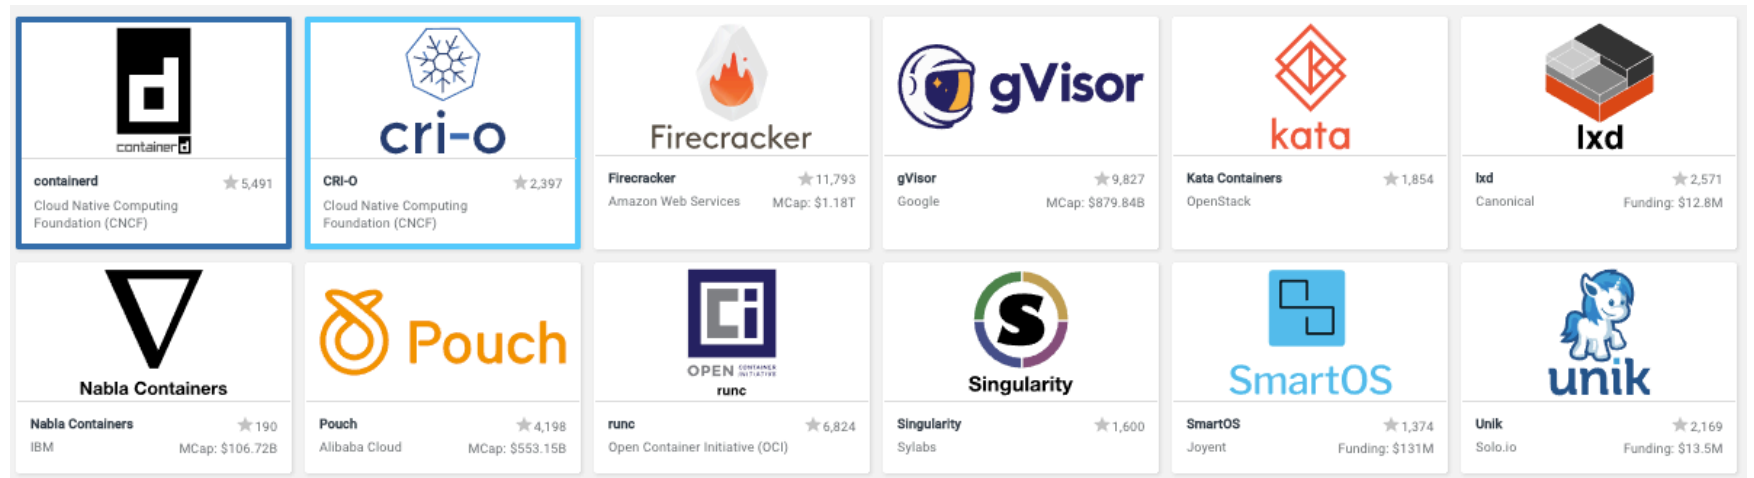 containerd
cri-o
Firecracker
gVisor
kata
lxd
containerd
★ 5,491
Cloud Native Computing
Foundation (CNCF)
CRI-O
★ 2,397
Cloud Native Computing
Foundation (CNCF)
Firecracker
★ 11,793
Amazon Web Services
MCap: $1.18T
gVisor
★ 9,827
Google
MCap: $879.84B
Kata Containers
★ 1,854
OpenStack
lxd
★ 2,571
Canonical
Funding: $12.8M
Nabla Containers
Pouch
OPEN CONTAINER INITIATIVE
runc
S
Singularity
SmartOS
unik
Nabla Containers
★ 190
IBM
MCap: $106.72B
Pouch
★ 4,198
Alibaba Cloud
MCap: $553.15B
runc
★ 6,824
Open Container Initiative (OCI)
Singularity
★ 1,600
Sylabs
SmartOS
★ 1,374
Joyent
Funding: $131M
Unik
★ 2,169
Solo.io
Funding: $13.5M